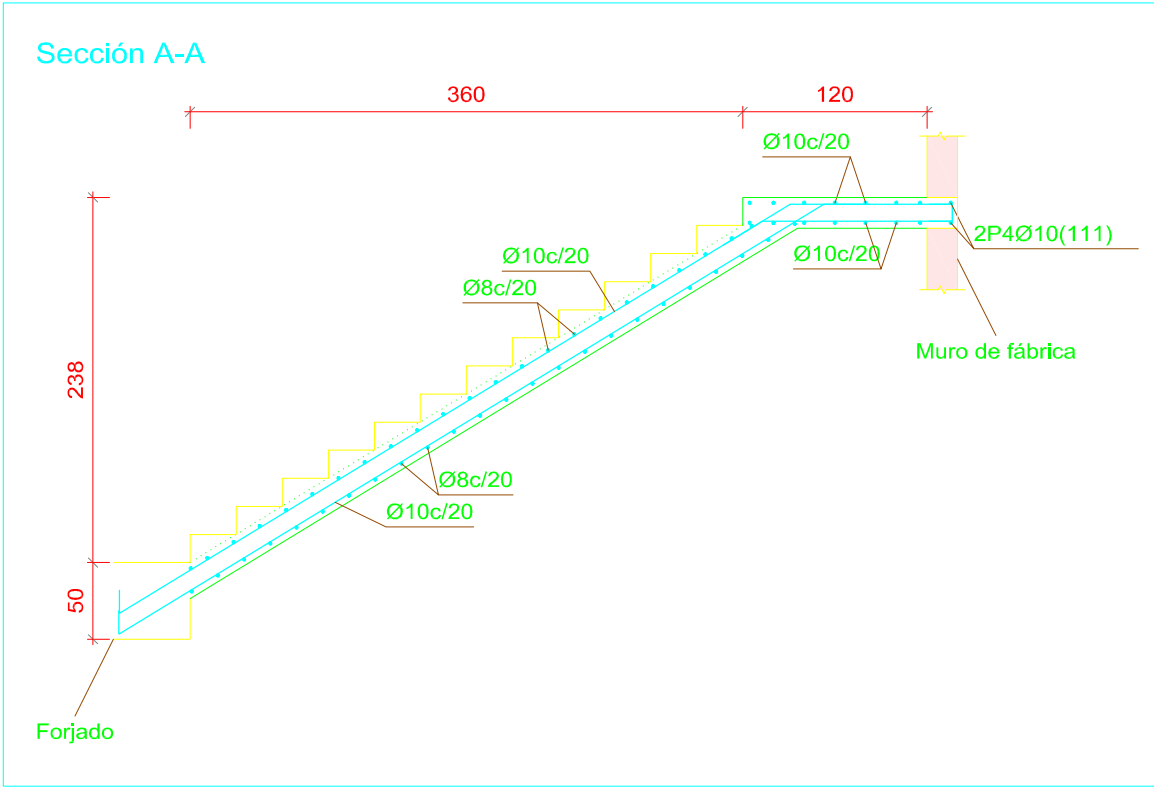 Sección A-A
360
120
Ø10c/20
2P4Ø10(111)
Ø10c/20
Ø10c/20
Ø8c/20
Muro de fábrica
238
Ø8c/20
Ø10c/20
50
Forjado